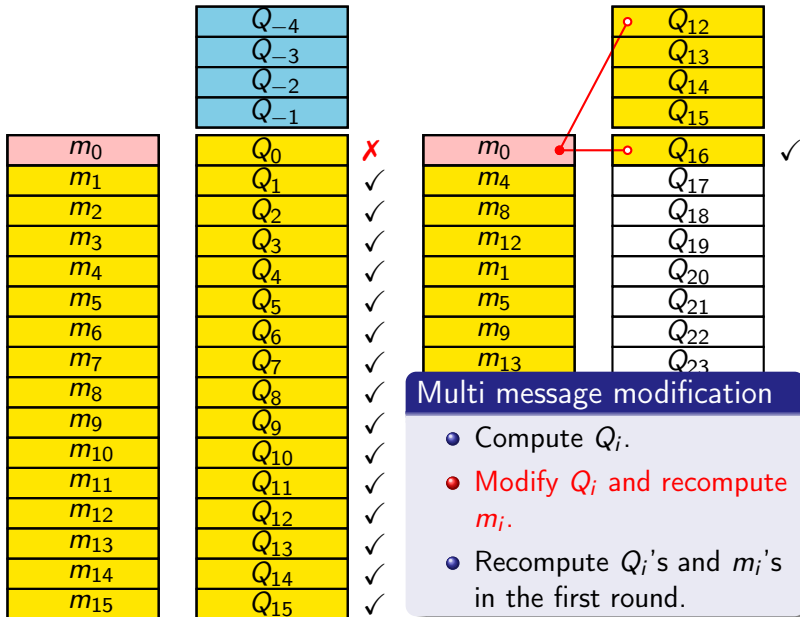 Q₋₄ Q₁₂
Q₋₃ Q₁₃
Q₋₂ Q₁₄
Q₋₁ Q₁₅
m₀ Q₀ ✗ m₀ Q₁₆ ✓
m₁ Q₁ ✓ m₄ Q₁₇
m₂ Q₂ ✓ m₈ Q₁₈
m₃ Q₃ ✓ m₁₂ Q₁₉
m₄ Q₄ ✓ m₁ Q₂₀
m₅ Q₅ ✓ m₅ Q₂₁
m₆ Q₆ ✓ m₉ Q₂₂
m₇ Q₇ ✓ m₁₃ Q₂₃
m₈ Q₈ ✓
m₉ Q₉ ✓
m₁₀ Q₁₀ ✓
m₁₁ Q₁₁ ✓
m₁₂ Q₁₂ ✓
m₁₃ Q₁₃ ✓
m₁₄ Q₁₄ ✓
m₁₅ Q₁₅ ✓
Multi message modification
Compute Qᵢ.
Modify Qᵢ and recompute
mᵢ.
Recompute Qᵢ's and mᵢ's
in the first round.